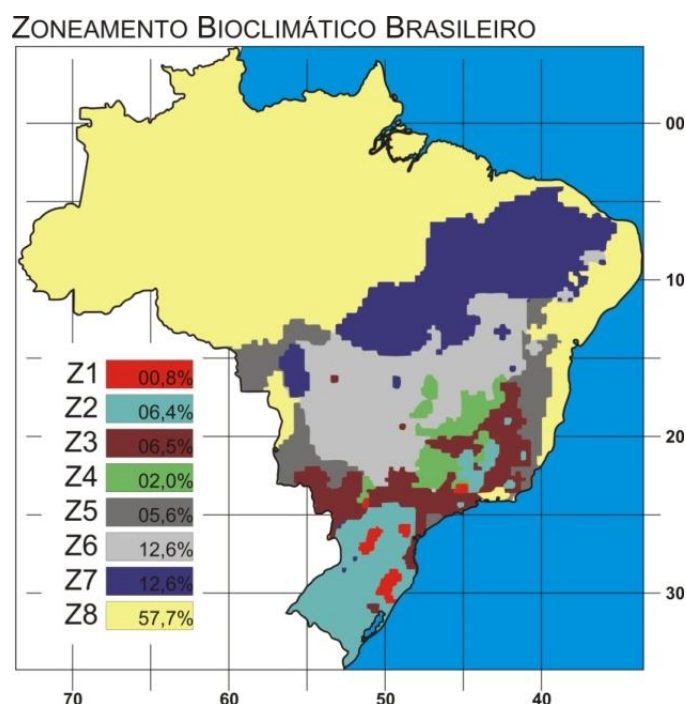 ZONEAMENTO BIOCLIMÁTICO BRASILEIRO
00
10
Z1 00,8%
Z2 06,4%
Z3 06,5%
Z4 02,0%
Z5 05,6%
Z6 12,6%
Z7 12,6%
Z8 57,7%
20
30
70 60 50 40